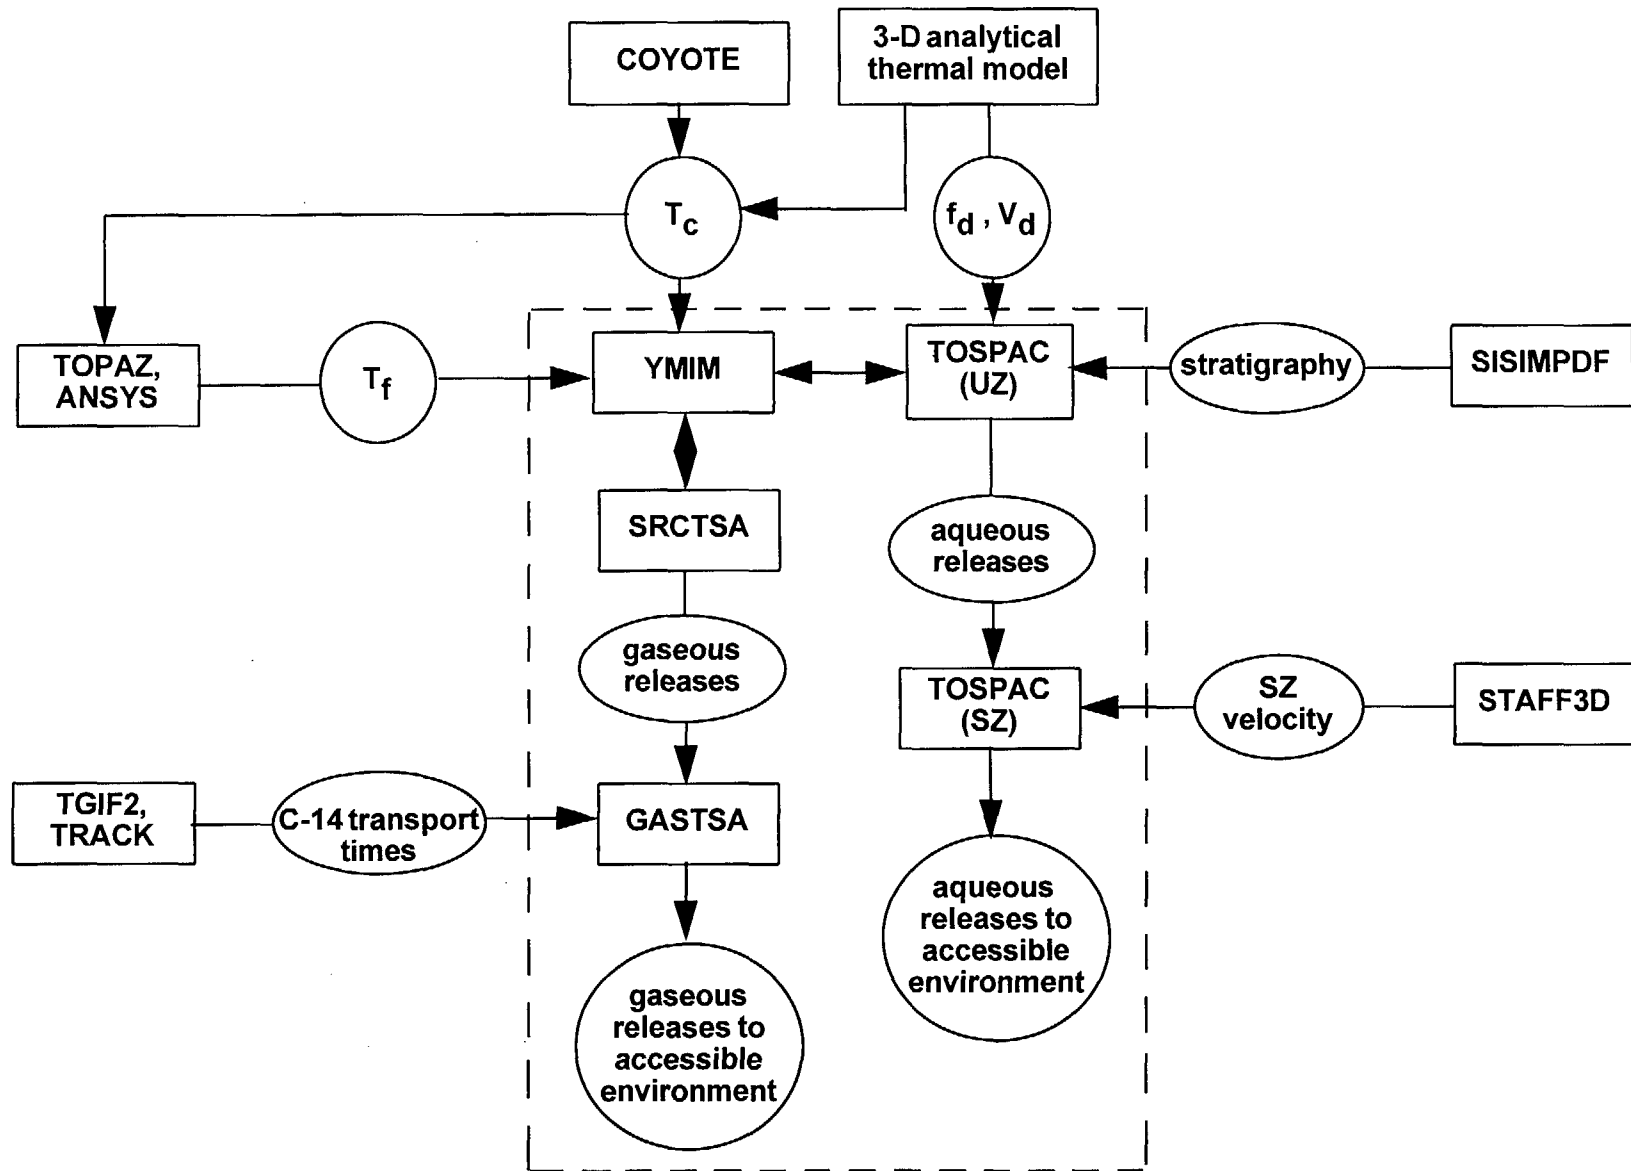 COYOTE
3-D analytical
thermal model
Tc
fd , Vd
TOPAZ,
ANSYS
Tf
YMIM
TOSPAC
(UZ)
stratigraphy
SISIMPDF
SRCTSA
aqueous
releases
gaseous
releases
TOSPAC
(SZ)
SZ
velocity
STAFF3D
TGIF2,
TRACK
C-14 transport
times
GASTSA
aqueous
releases to
accessible
environment
gaseous
releases to
accessible
environment